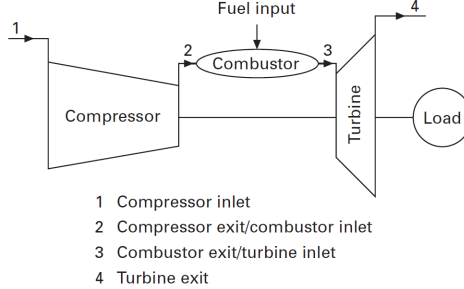 Fuel input
1
4
2
Combustor
3
Compressor
Turbine
Load
1 Compressor inlet
2 Compressor exit/combustor inlet
3 Combustor exit/turbine inlet
4 Turbine exit